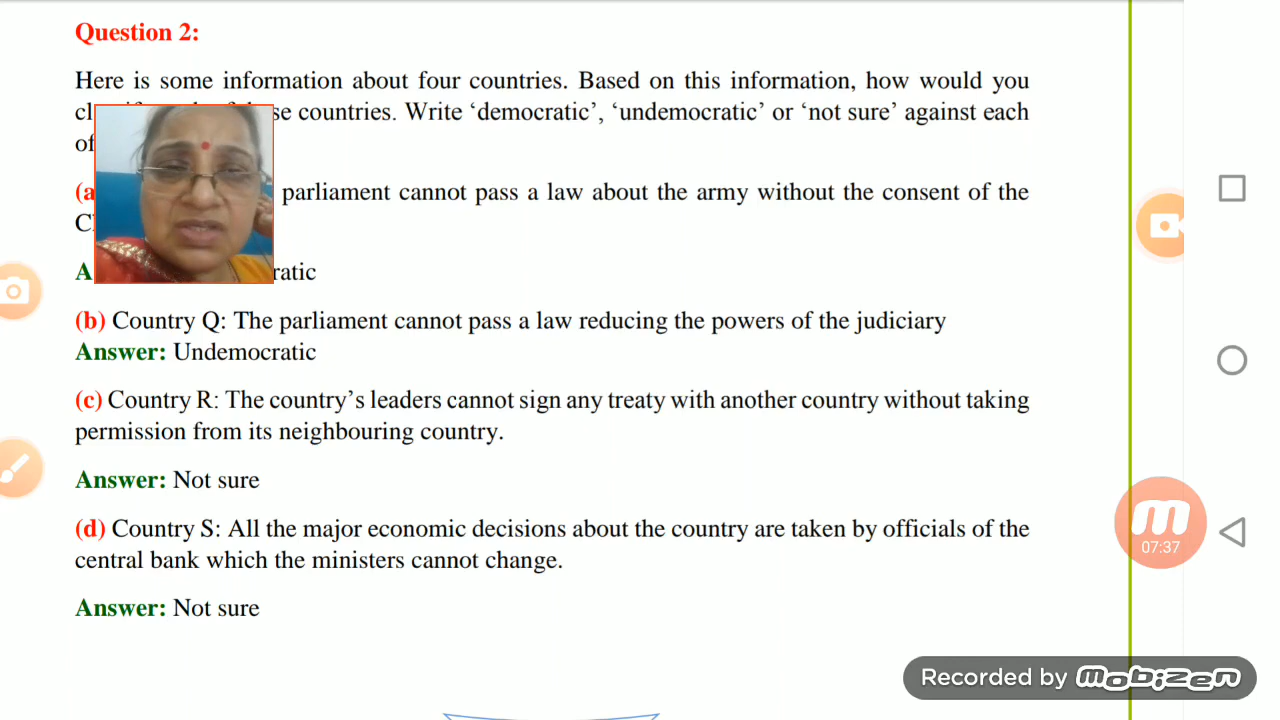 Question 2:
Here is some information about four countries. Based on this information, how would you
cl se countries. Write ‘democratic’, ‘undemocratic’ or ‘not sure’ against each
of
(a parliament cannot pass a law about the army without the consent of the
C
A ratic
(b) Country Q: The parliament cannot pass a law reducing the powers of the judiciary
Answer: Undemocratic
(c) Country R: The country’s leaders cannot sign any treaty with another country without taking
permission from its neighbouring country.
Answer: Not sure
(d) Country S: All the major economic decisions about the country are taken by officials of the
central bank which the ministers cannot change.
Answer: Not sure
07:37
Recorded by mobizen